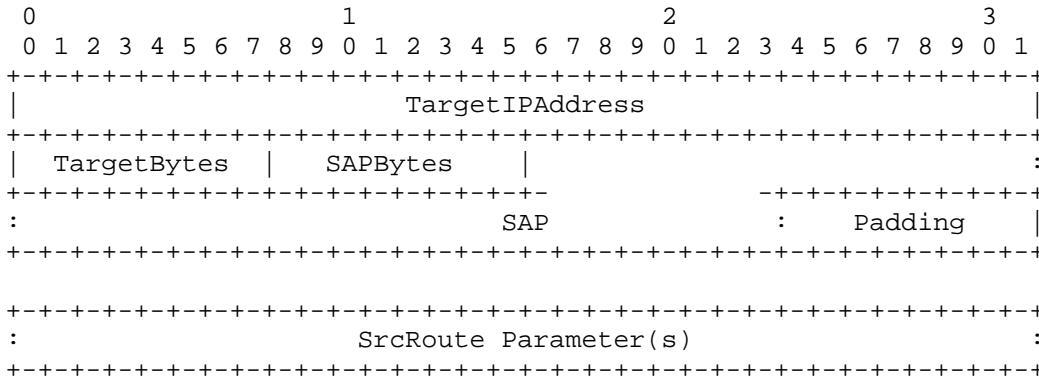 0                   1                   2                   3
 0 1 2 3 4 5 6 7 8 9 0 1 2 3 4 5 6 7 8 9 0 1 2 3 4 5 6 7 8 9 0 1
+-+-+-+-+-+-+-+-+-+-+-+-+-+-+-+-+-+-+-+-+-+-+-+-+-+-+-+-+-+-+-+-+
|                        TargetIPAddress                        |
+-+-+-+-+-+-+-+-+-+-+-+-+-+-+-+-+-+-+-+-+-+-+-+-+-+-+-+-+-+-+-+-+
|  TargetBytes  |   SAPBytes    |                               :
+-+-+-+-+-+-+-+-+-+-+-+-+-+-+-+-+-             -+-+-+-+-+-+-+-+-+
:                              SAP              :    Padding    |
+-+-+-+-+-+-+-+-+-+-+-+-+-+-+-+-+-+-+-+-+-+-+-+-+-+-+-+-+-+-+-+-+

+-+-+-+-+-+-+-+-+-+-+-+-+-+-+-+-+-+-+-+-+-+-+-+-+-+-+-+-+-+-+-+-+
:                     SrcRoute Parameter(s)                     :
+-+-+-+-+-+-+-+-+-+-+-+-+-+-+-+-+-+-+-+-+-+-+-+-+-+-+-+-+-+-+-+-+